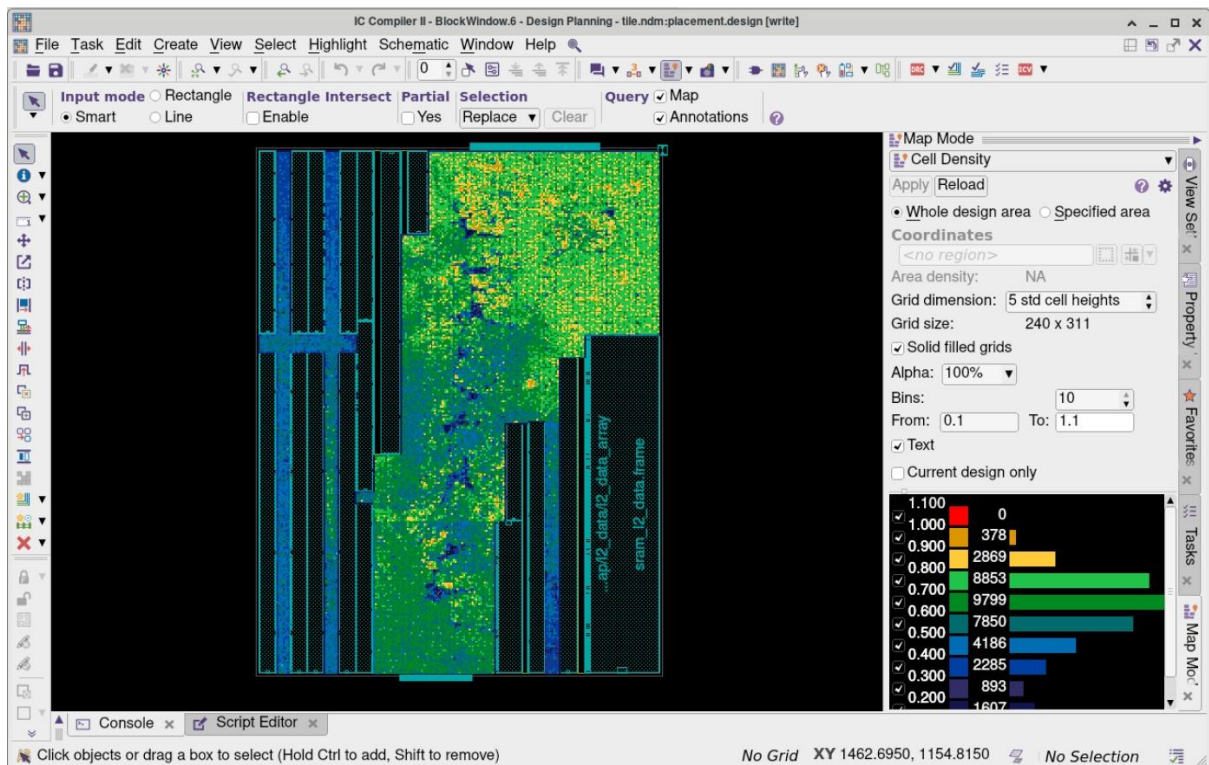 IC Compiler II - BlockWindow.6 - Design Planning - tile.ndm:placement.design [write]
File Task Edit Create View Select Highlight Schematic Window Help
0
Input mode Rectangle Rectangle Intersect Partial Selection Query Map
Smart Line Enable Yes Replace Clear Annotations
Map Mode
Cell Density
Apply Reload
Whole design area Specified area
Coordinates
<no region>
Area density: NA
Grid dimension: 5 std cell heights
Grid size: 240 x 311
Solid filled grids
Alpha: 100%
Bins: 10
From: 0.1 To: 1.1
Text
Current design only
1.100
0
1.000
378
0.900
2869
0.800
8853
0.700
9799
0.600
7850
0.500
4186
0.400
2285
0.300
893
0.200
1607
...ap/l2_data/l2_data_array
sram_l2_data.frame
View Set
Property
Favorites
Tasks
Map Mod
Console
Script Editor
Click objects or drag a box to select (Hold Ctrl to add, Shift to remove)
No Grid XY 1462.6950, 1154.8150 No Selection